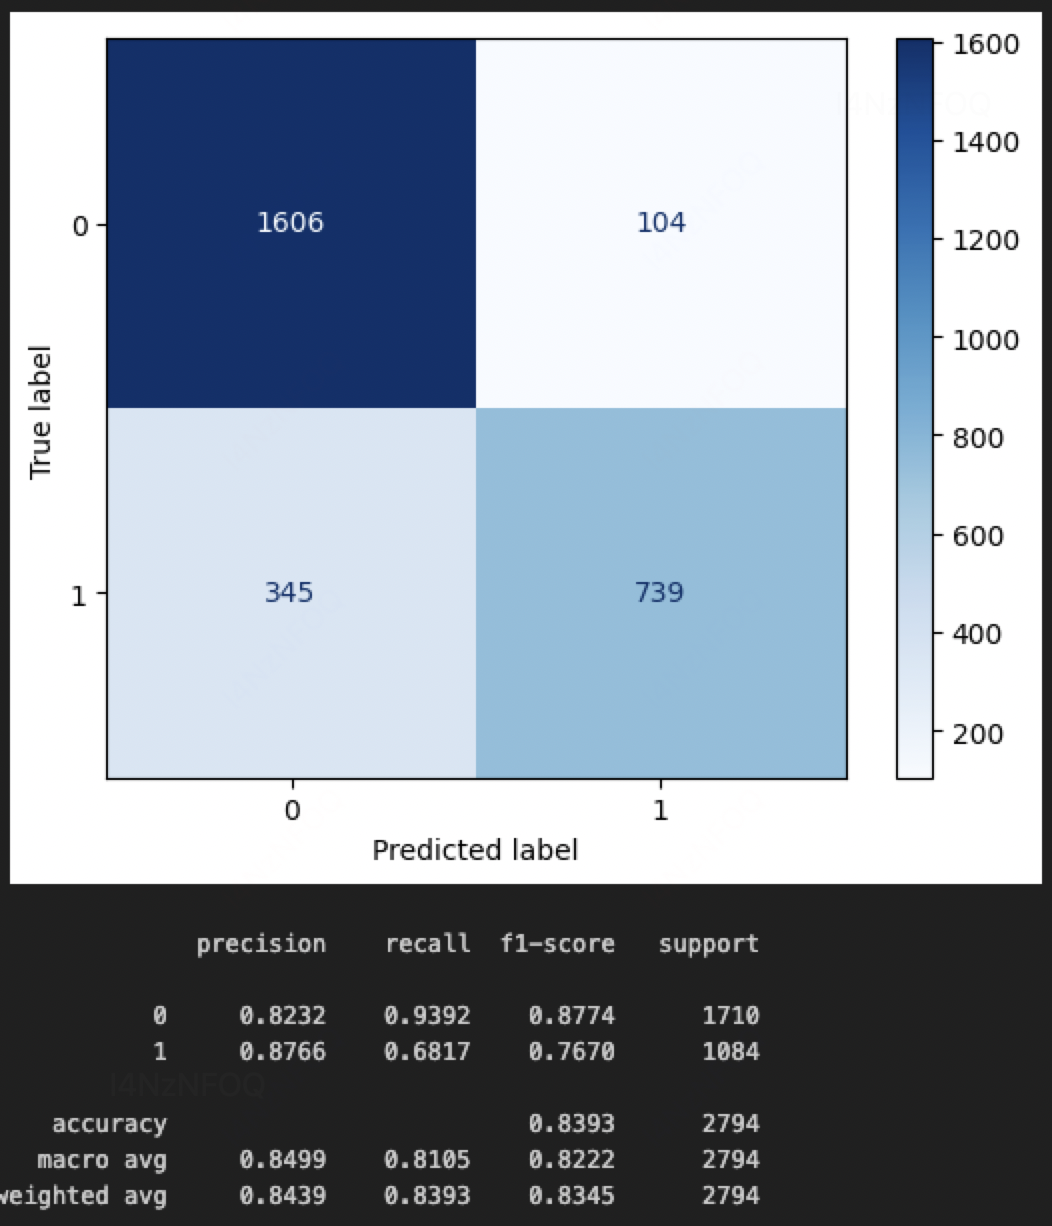 1600
1400
1200
1000
800
600
400
200
0
1606
104
True label
1
345
739
0
1
Predicted label
precision recall f1-score support
0 0.8232 0.9392 0.8774 1710
1 0.8766 0.6817 0.7670 1084
I4NzNFOQ
accuracy 0.8393 2794
macro avg 0.8499 0.8105 0.8222 2794
weighted avg 0.8439 0.8393 0.8345 2794